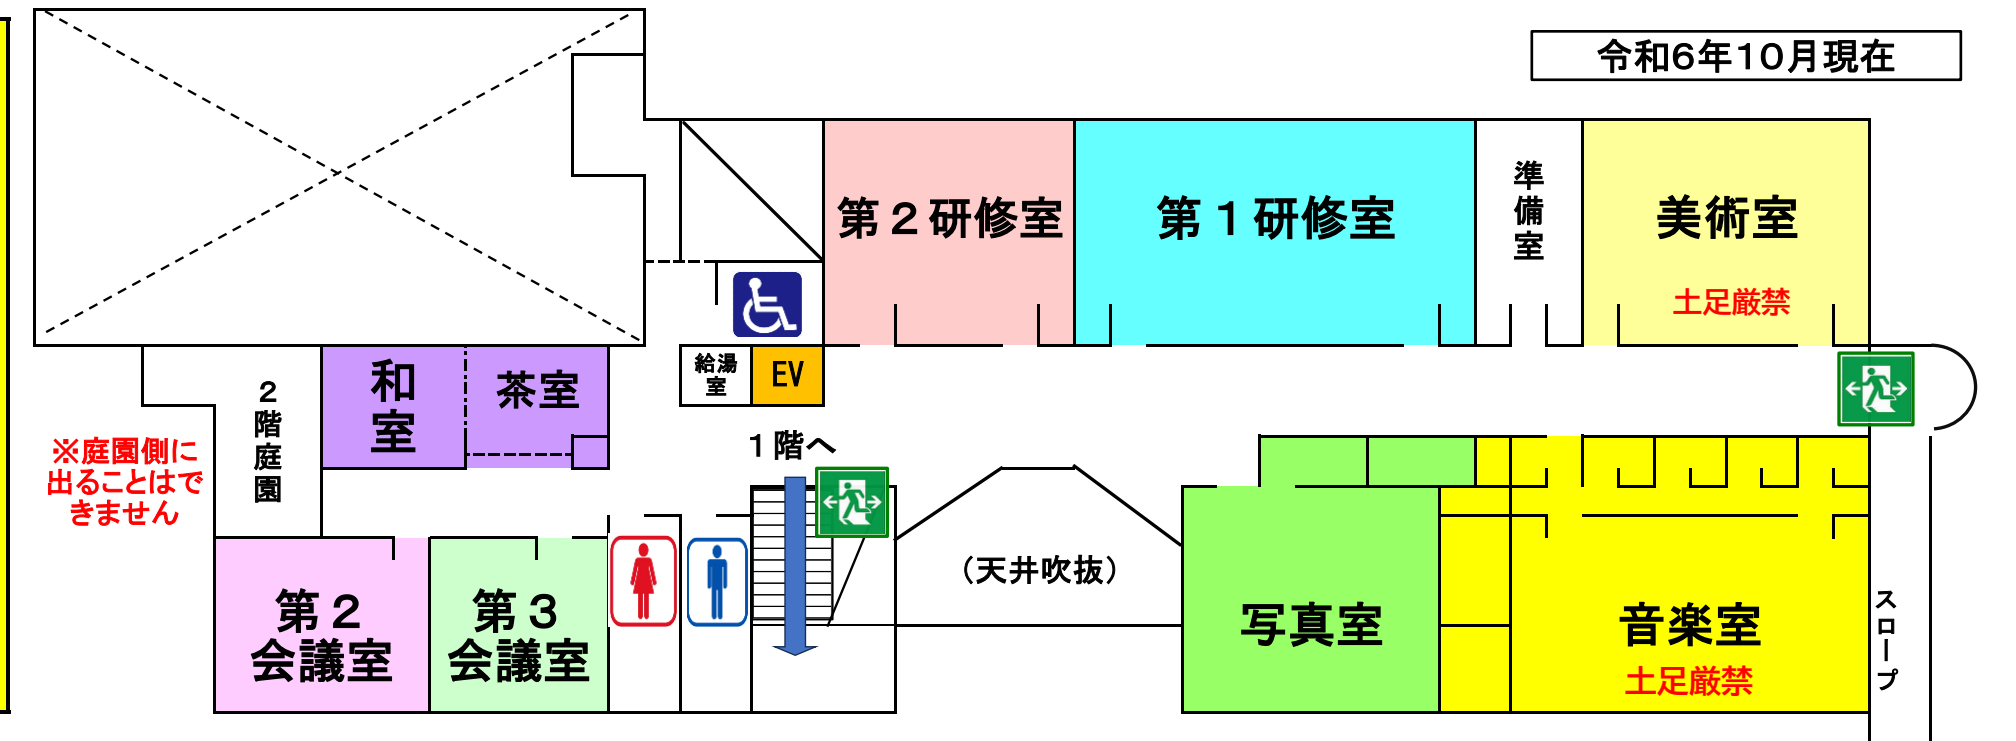 令和6年10月現在
第2研修室
第1研修室
準備室
美術室
土足厳禁
給湯
室
EV
和室
茶室
2階庭園
※庭園側に
出ることはで
きません
1階へ
(天井吹抜)
第2
会議室
第3
会議室
写真室
音楽室
土足厳禁
スロープ